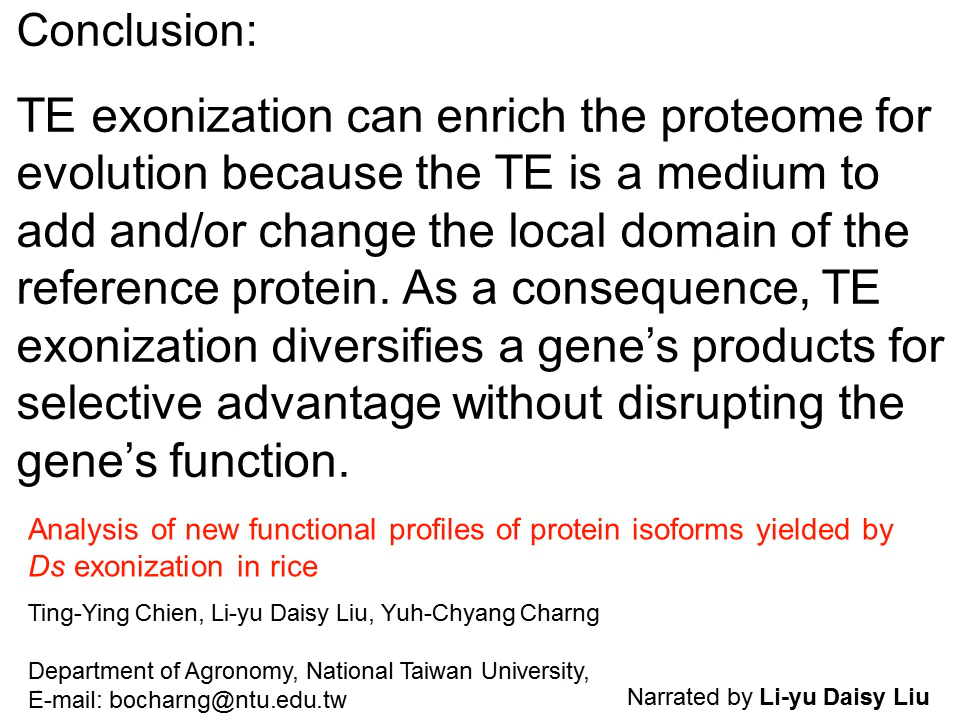 Conclusion:
TE exonization can enrich the proteome for
evolution because the TE is a medium to
add and/or change the local domain of the
reference protein. As a consequence, TE
exonization diversifies a gene’s products for
selective advantage without disrupting the
gene’s function.
Analysis of new functional profiles of protein isoforms yielded by
Ds exonization in rice
Ting-Ying Chien, Li-yu Daisy Liu, Yuh-Chyang Charng
Department of Agronomy, National Taiwan University,
E-mail: bocharng@ntu.edu.tw
Narrated by Li-yu Daisy Liu